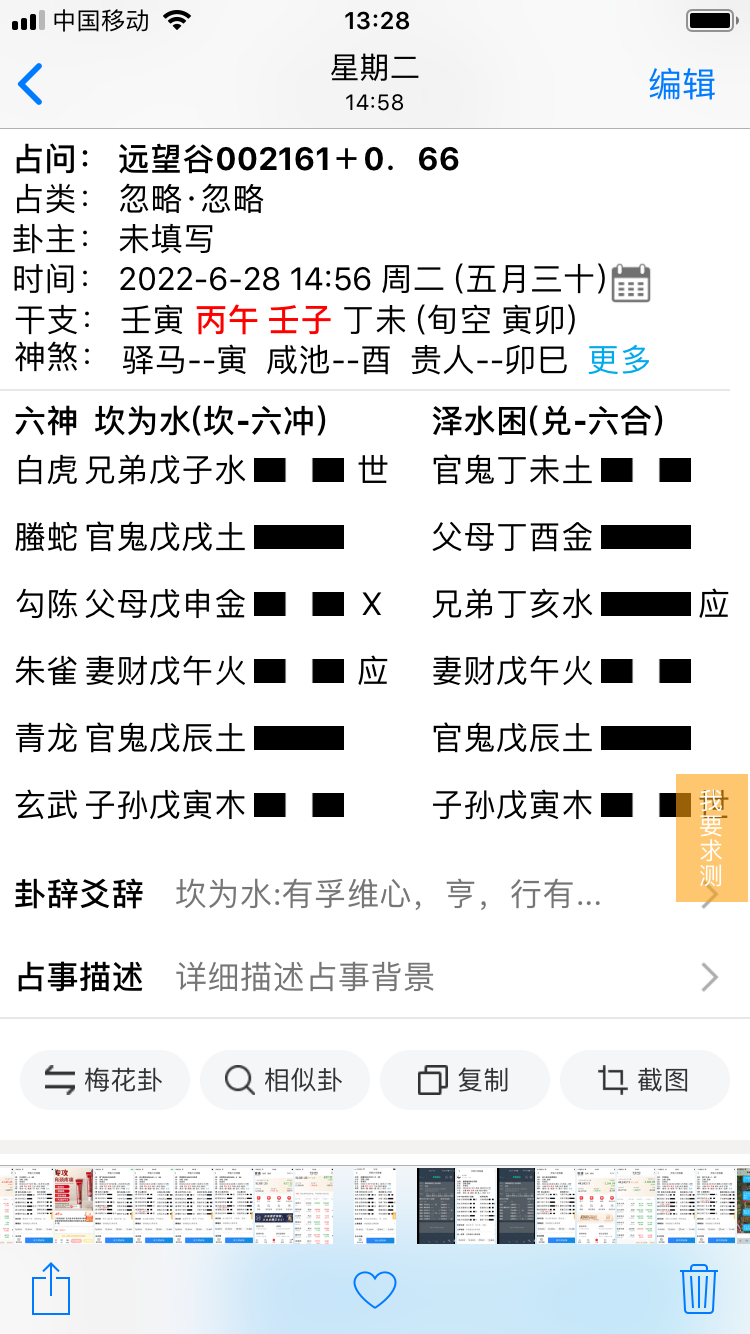 中国移动 13:28
星期二
14:58
编辑
占问： 远望谷002161＋0．66
占类： 忽略·忽略
卦主： 未填写
时间： 2022-6-28 14:56 周二 (五月三十)
干支： 壬寅 丙午 壬子 丁未 (旬空 寅卯)
神煞： 驿马--寅 咸池--酉 贵人--卯巳 更多
六神 坎为水(坎-六冲) 泽水困(兑-六合)
白虎 兄弟戊子水 世 官鬼丁未土
螣蛇 官鬼戊戌土 父母丁酉金
勾陈 父母戊申金 X 兄弟丁亥水 应
朱雀 妻财戊午火 应 妻财戊午火
青龙 官鬼戊辰土 官鬼戊辰土
玄武 子孙戊寅木 子孙戊寅木 世
我要求测
卦辞爻辞 坎为水:有孚维心，亨，行有...
占事描述 详细描述占事背景
梅花卦 相似卦 复制 截图